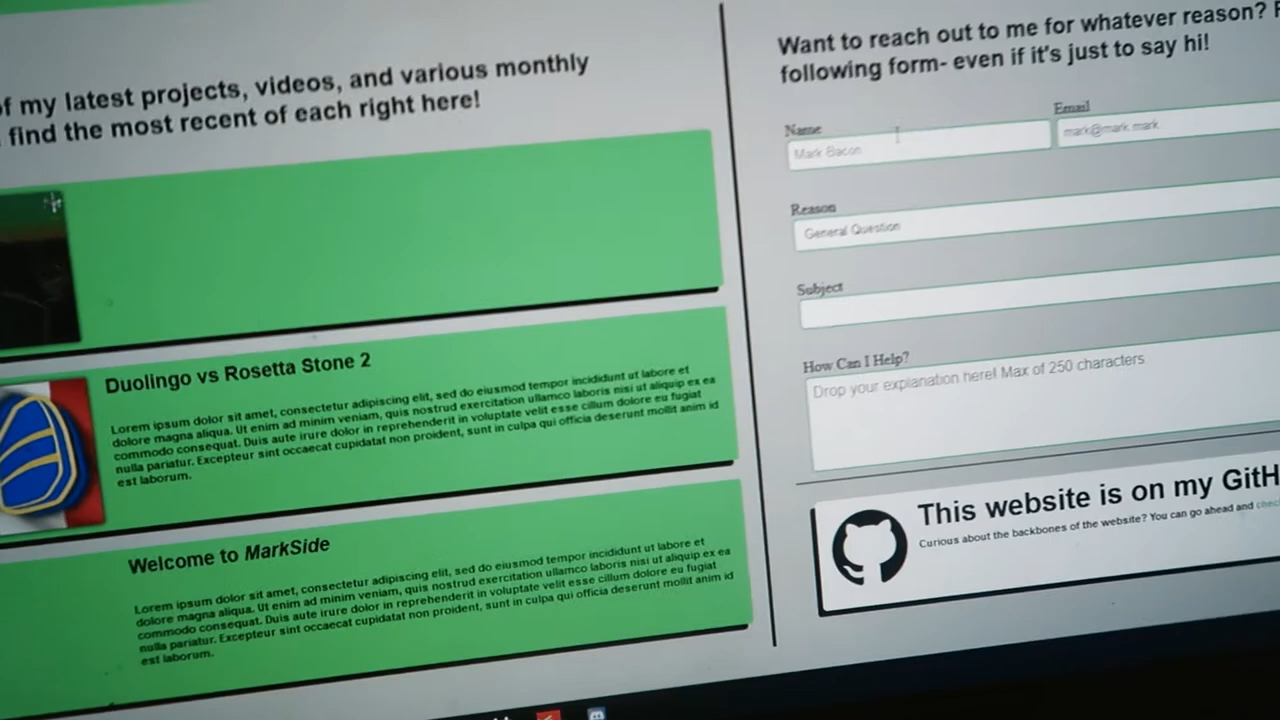 of my latest projects, videos, and various monthly
find the most recent of each right here!
Duolingo vs Rosetta Stone 2
Lorem ipsum dolor sit amet, consectetur adipiscing elit, sed do eiusmod tempor incididunt ut labore et
dolore magna aliqua. Ut enim ad minim veniam, quis nostrud exercitation ullamco laboris nisi ut aliquip ex ea
commodo consequat. Duis aute irure dolor in reprehenderit in voluptate velit esse cillum dolore eu fugiat
nulla pariatur. Excepteur sint occaecat cupidatat non proident, sunt in culpa qui officia deserunt mollit anim id
est laborum.
Welcome to MarkSide
Lorem ipsum dolor sit amet, consectetur adipiscing elit, sed do eiusmod tempor incididunt ut labore et
dolore magna aliqua. Ut enim ad minim veniam, quis nostrud exercitation ullamco laboris nisi ut aliquip ex ea
commodo consequat. Duis aute irure dolor in reprehenderit in voluptate velit esse cillum dolore eu fugiat
nulla pariatur. Excepteur sint occaecat cupidatat non proident, sunt in culpa qui officia deserunt mollit anim id
est laborum.
Want to reach out to me for whatever reason?
following form- even if it's just to say hi!
Name
Mark Bacon
Email
mark@mark.mark
Reason
General Question
Subject
How Can I Help?
Drop your explanation here! Max of 250 characters
This website is on my GitH
Curious about the backbones of the website? You can go ahead and chec